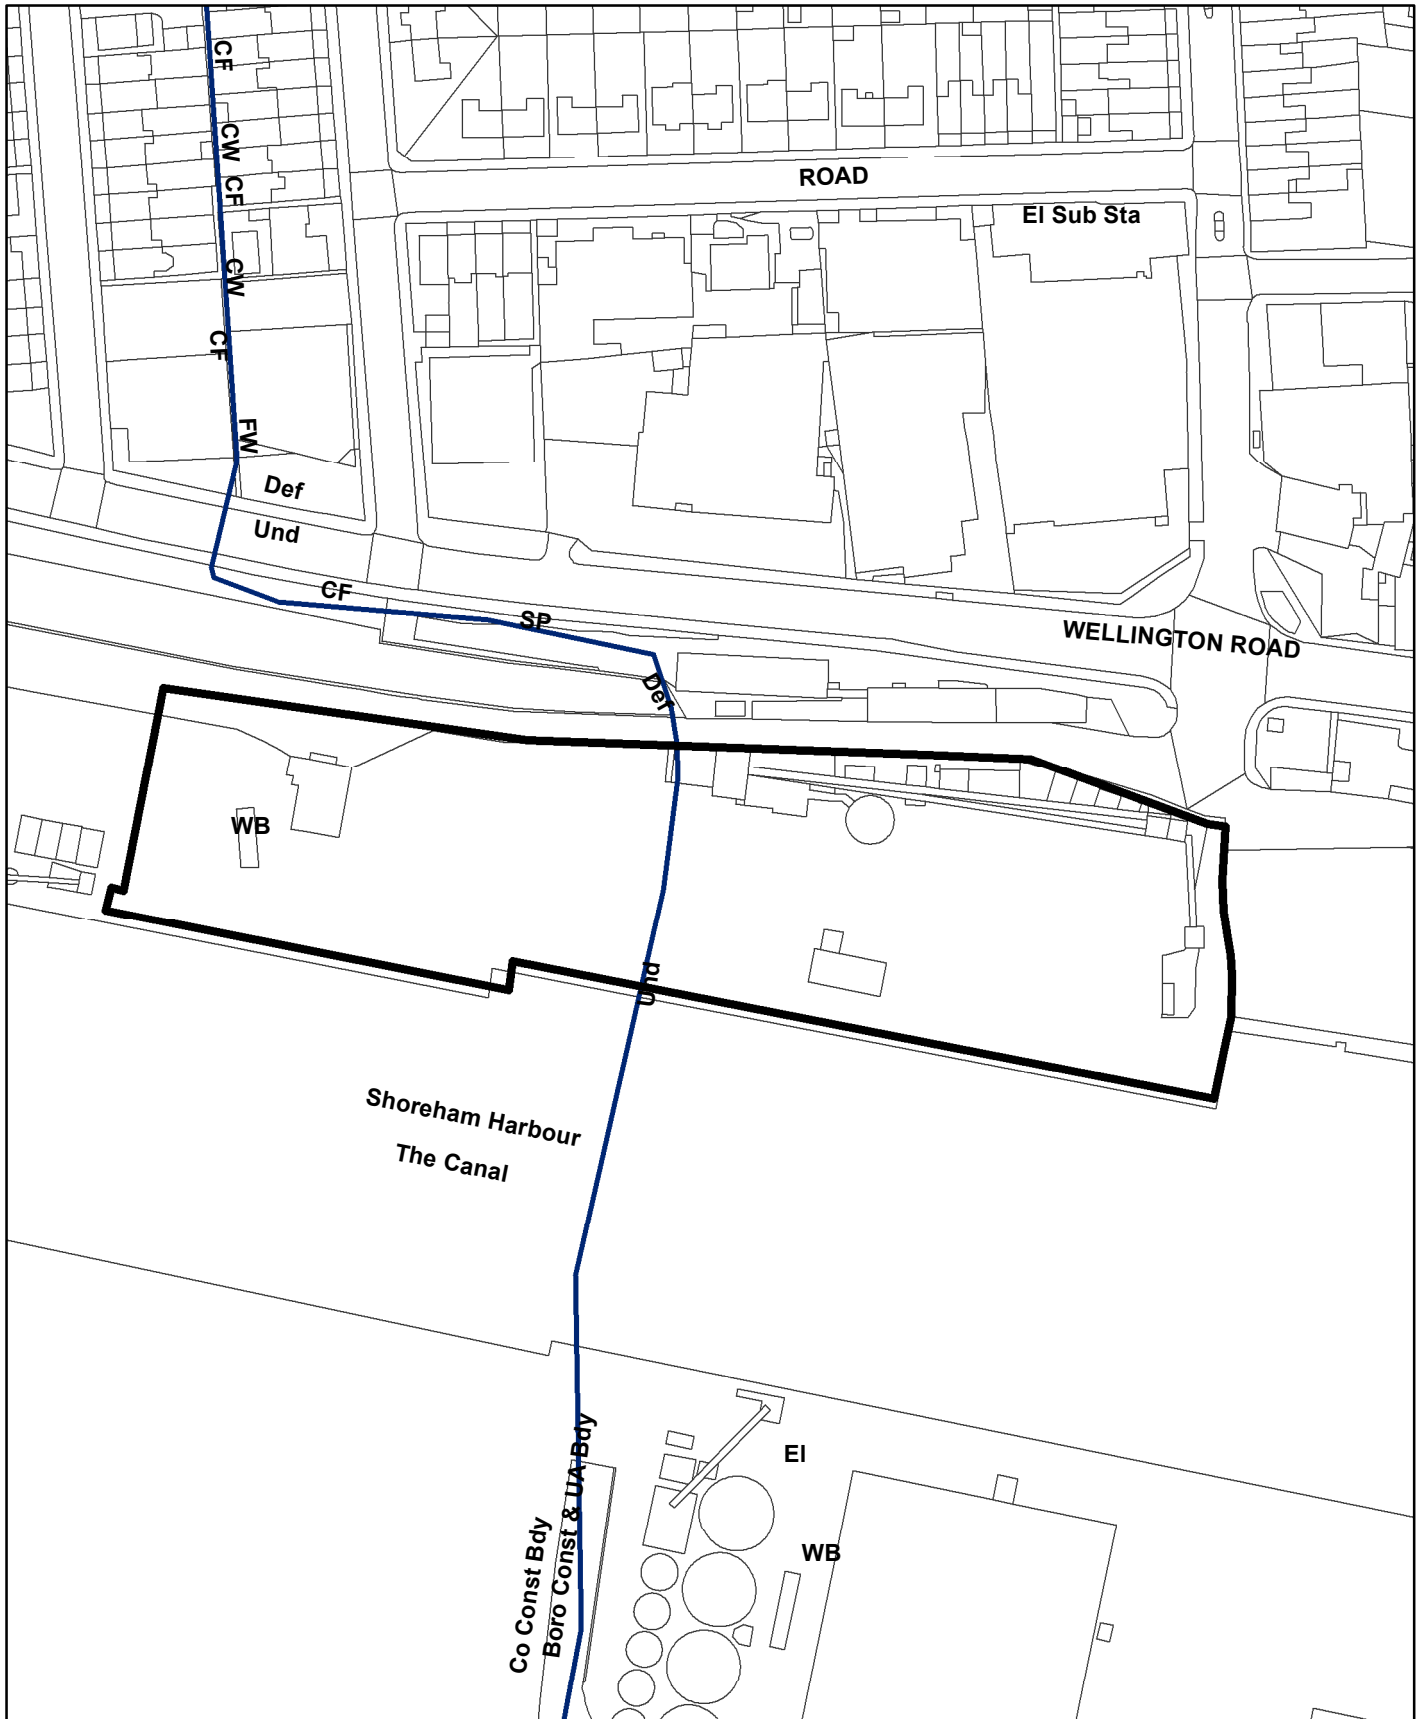 CF
CW
CF
CW
CF
FW
ROAD
El Sub Sta
Def
Und
CF
SP
WELLINGTON ROAD
Def
WB
Und
Shoreham Harbour
The Canal
El
WB
Co Const Bdy
Boro Const & UA Bdy